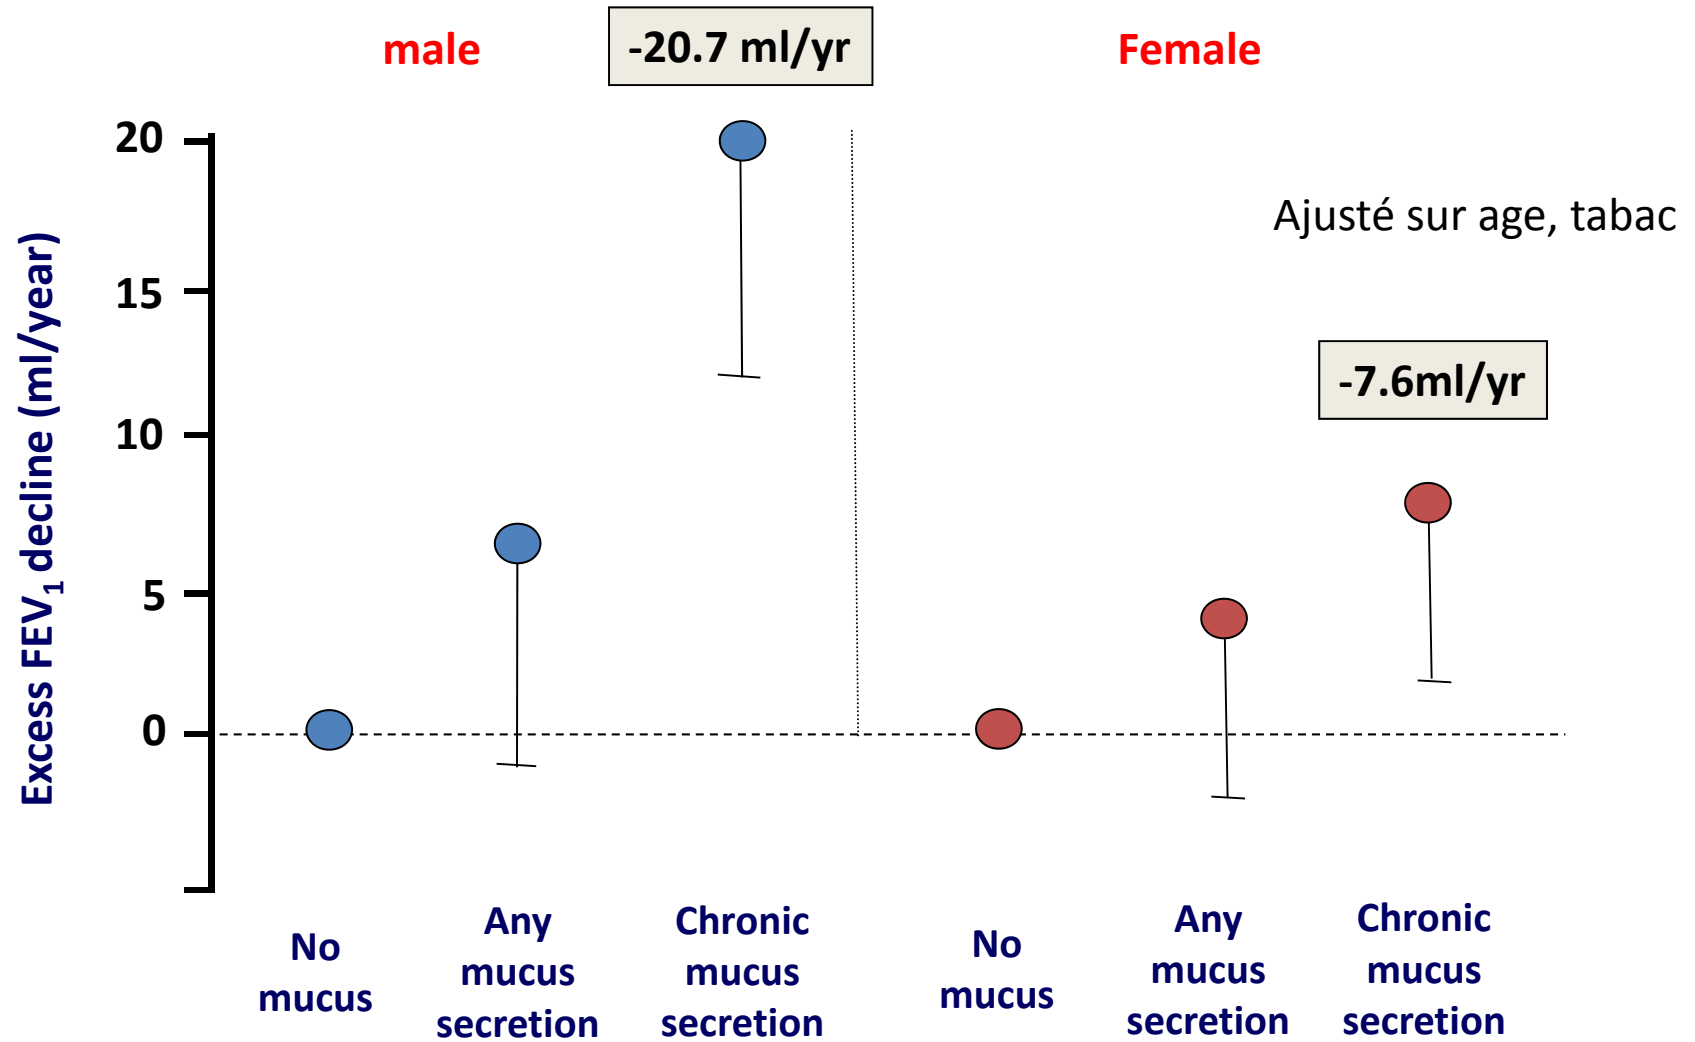 male
-20.7 ml/yr
Female
Ajusté sur age, tabac
-7.6ml/yr
Excess FEV₁ decline (ml/year)
20
15
10
5
0
No
mucus
Any
mucus
secretion
Chronic
mucus
secretion
No
mucus
Any
mucus
secretion
Chronic
mucus
secretion